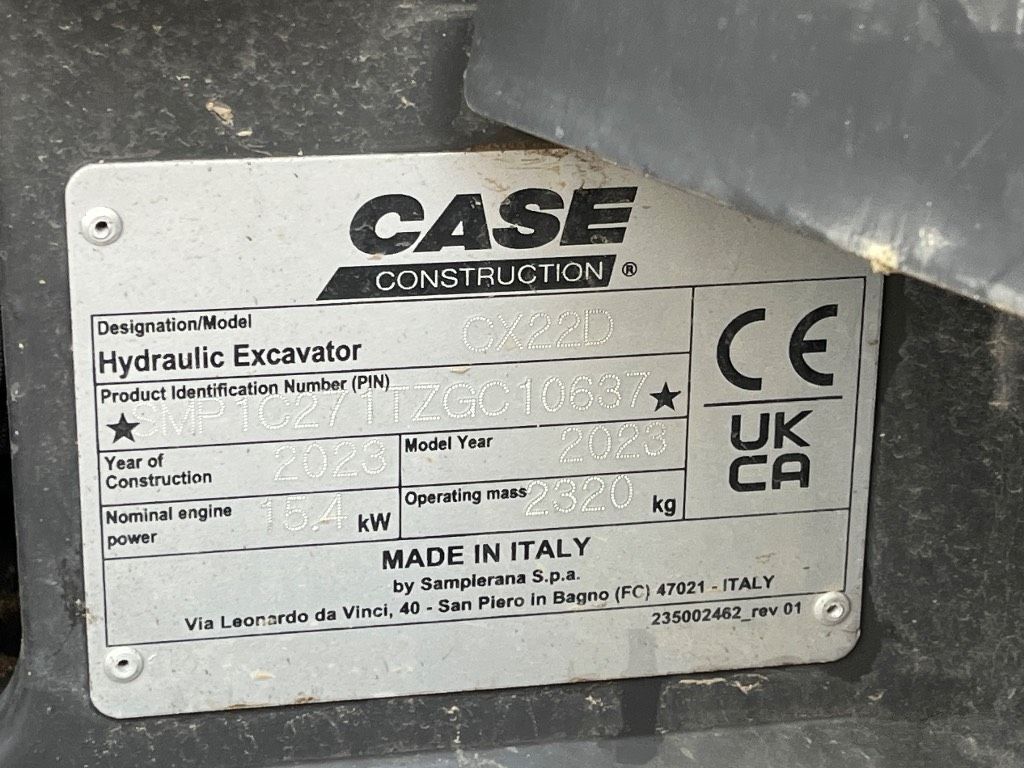 CASE
CONSTRUCTION ®
Designation/Model
Hydraulic Excavator CX22D
Product Identification Number (PIN)
★ SMP1C271TZGC10637 ★
Year of Construction 2023 Model Year 2023
Nominal engine power 15.4 kW Operating mass 2320 kg
CE
UK
CA
MADE IN ITALY
by Sampierana S.p.a.
Via Leonardo da Vinci, 40 - San Piero in Bagno (FC) 47021 - ITALY
235002462_rev 01